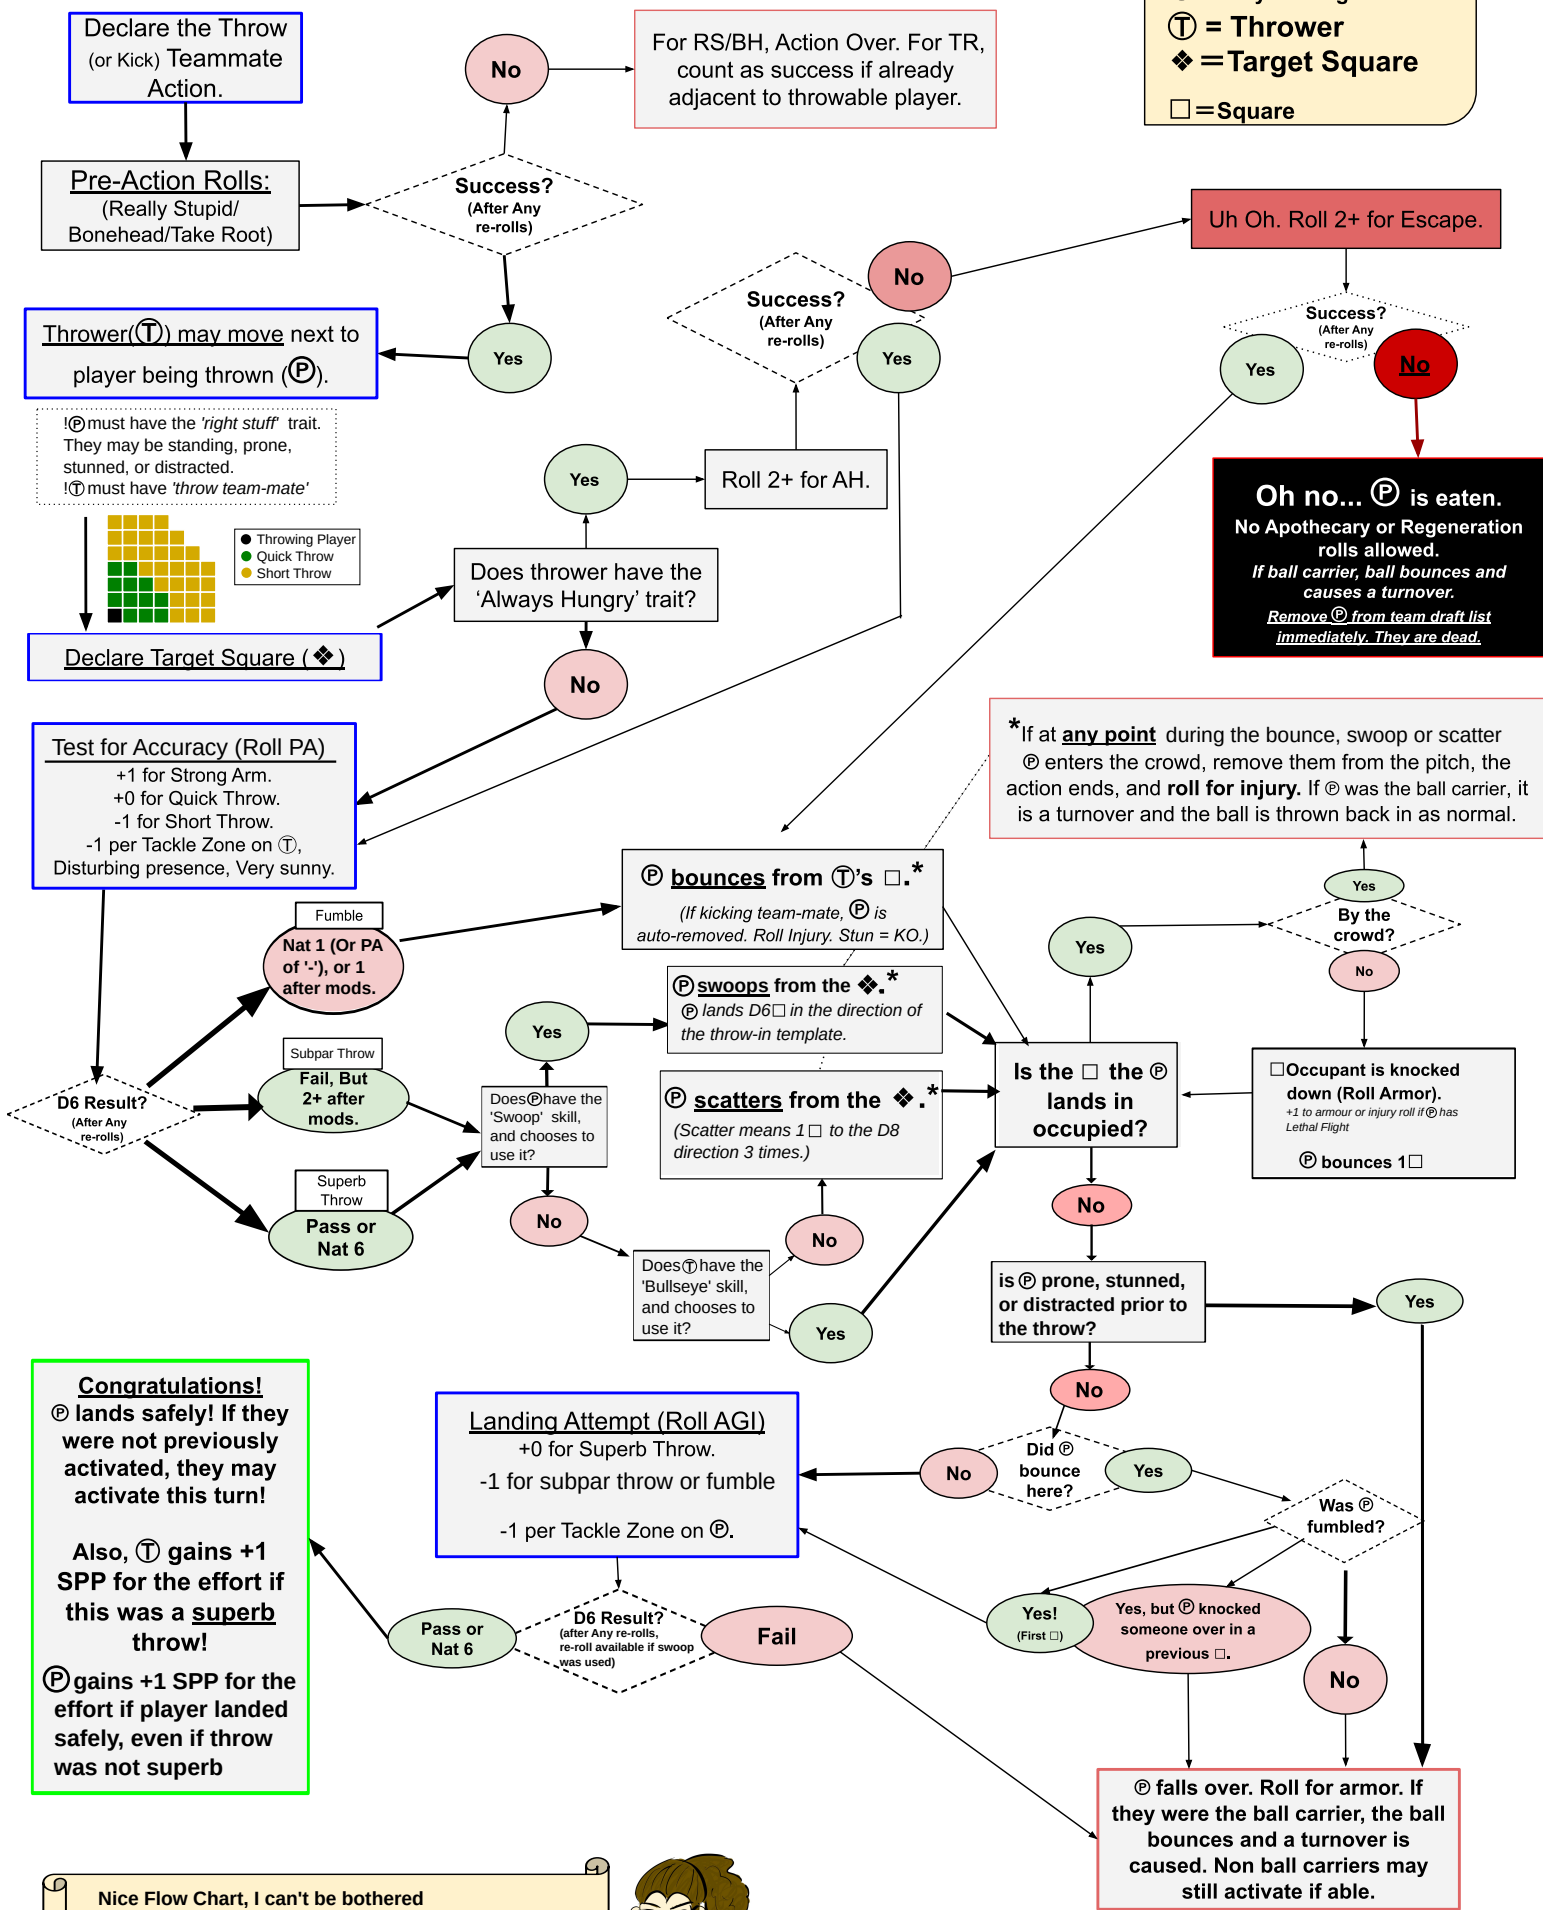 Declare the Throw
(or Kick) Teammate
Action.
No
For RS/BH, Action Over. For TR,
count as success if already
adjacent to throwable player.
Ⓣ = Thrower
❖ = Target Square
□ = Square
Pre-Action Rolls:
(Really Stupid/
Bonehead/Take Root)
Success?
(After Any
re-rolls)
Yes
Thrower(Ⓣ) may move next to
player being thrown (Ⓟ).
!Ⓟ must have the 'right stuff' trait.
They may be standing, prone,
stunned, or distracted.
!Ⓣ must have 'throw team-mate'
Throwing Player
Quick Throw
Short Throw
Declare Target Square (❖)
Does thrower have the
‘Always Hungry’ trait?
Yes
Roll 2+ for AH.
No
Success?
(After Any
re-rolls)
No
Yes
Uh Oh. Roll 2+ for Escape.
Success?
(After Any
re-rolls)
Yes
No
Oh no... Ⓟ is eaten.
No Apothecary or Regeneration
rolls allowed.
If ball carrier, ball bounces and
causes a turnover.
Remove Ⓟ from team draft list
immediately. They are dead.
Test for Accuracy (Roll PA)
+1 for Strong Arm.
+0 for Quick Throw.
-1 for Short Throw.
-1 per Tackle Zone on Ⓣ,
Disturbing presence, Very sunny.
*If at any point during the bounce, swoop or scatter
Ⓟ enters the crowd, remove them from the pitch, the
action ends, and roll for injury. If Ⓟ was the ball carrier, it
is a turnover and the ball is thrown back in as normal.
Yes
By the
crowd?
No
Fumble
Nat 1 (Or PA
of '-'), or 1
after mods.
Ⓟ bounces from Ⓣ’s □.*
(If kicking team-mate, Ⓟ is
auto-removed. Roll Injury. Stun = KO.)
Yes
Subpar Throw
Fail, But
2+ after
mods.
D6 Result?
(After Any
re-rolls)
Superb
Throw
Pass or
Nat 6
Yes
Does Ⓟ have the
'Swoop' skill,
and chooses to
use it?
No
Ⓟ swoops from the ❖.*
Ⓟ lands D6 □ in the direction of
the throw-in template.
Ⓟ scatters from the ❖.*
(Scatter means 1 □ to the D8
direction 3 times.)
Does Ⓣ have the
'Bullseye' skill,
and chooses to
use it?
No
Yes
Is the □ the Ⓟ
lands in
occupied?
□ Occupant is knocked
down (Roll Armor).
+1 to armour or injury roll if Ⓟ has
Lethal Flight
Ⓟ bounces 1 □
No
is Ⓟ prone, stunned,
or distracted prior to
the throw?
Yes
No
Did Ⓟ
bounce
here?
No
Yes
Was Ⓟ
fumbled?
Yes!
(First □)
Yes, but Ⓟ knocked
someone over in a
previous □.
No
Landing Attempt (Roll AGI)
+0 for Superb Throw.
-1 for subpar throw or fumble
-1 per Tackle Zone on Ⓟ.
D6 Result?
(after Any re-rolls,
re-roll available if swoop
was used)
Pass or
Nat 6
Fail
Congratulations!
Ⓟ lands safely! If they
were not previously
activated, they may
activate this turn!
Also, Ⓣ gains +1
SPP for the effort if
this was a superb
throw!
Ⓟ gains +1 SPP for the
effort if player landed
safely, even if throw
was not superb
Ⓟ falls over. Roll for armor. If
they were the ball carrier, the ball
bounces and a turnover is
caused. Non ball carriers may
still activate if able.
Nice Flow Chart, I can't be bothered